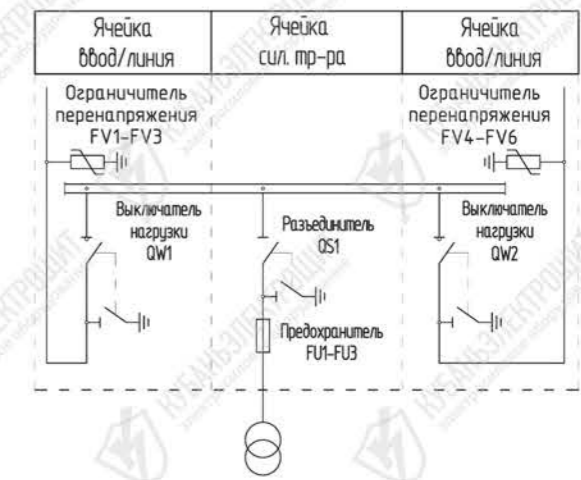 Ячейка
ввод/линия
Ячейка
сил. тр-ра
Ячейка
ввод/линия
Ограничитель
перенапряжения
FV1-FV3
Ограничитель
перенапряжения
FV4-FV6
Выключатель
нагрузки
QW1
Разъединитель
QS1
Выключатель
нагрузки
QW2
Предохранитель
FU1-FU3
КУБАНЬЭЛЕКТРОЩИТ